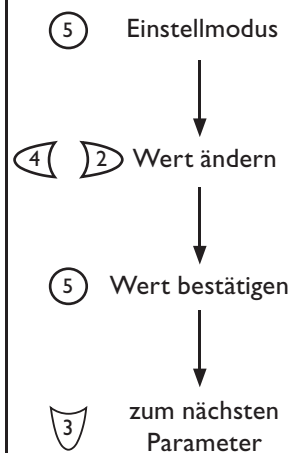 5 Einstellmodus
4 2 Wert ändern
5 Wert bestätigen
3 zum nächsten
Parameter